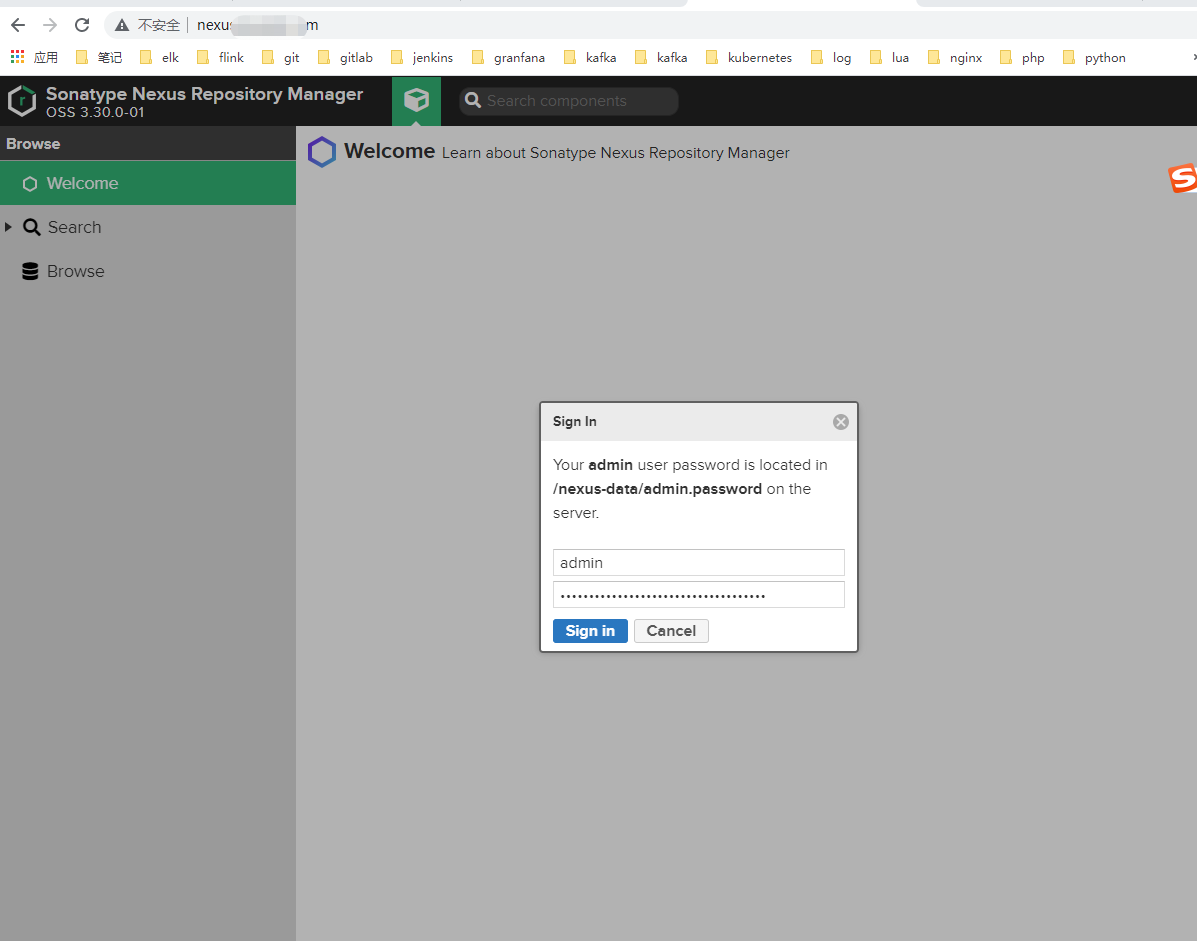 不安全 nexus m
应用 笔记 elk flink git gitlab jenkins granfana kafka kafka kubernetes log lua nginx php python
Sonatype Nexus Repository Manager
OSS 3.30.0-01
Search components
Browse
Welcome Learn about Sonatype Nexus Repository Manager
Welcome
Search
Browse
Sign In
Your admin user password is located in
/nexus-data/admin.password on the
server.
admin
••••••••••••••••••••••••••••••••••••
Sign in Cancel